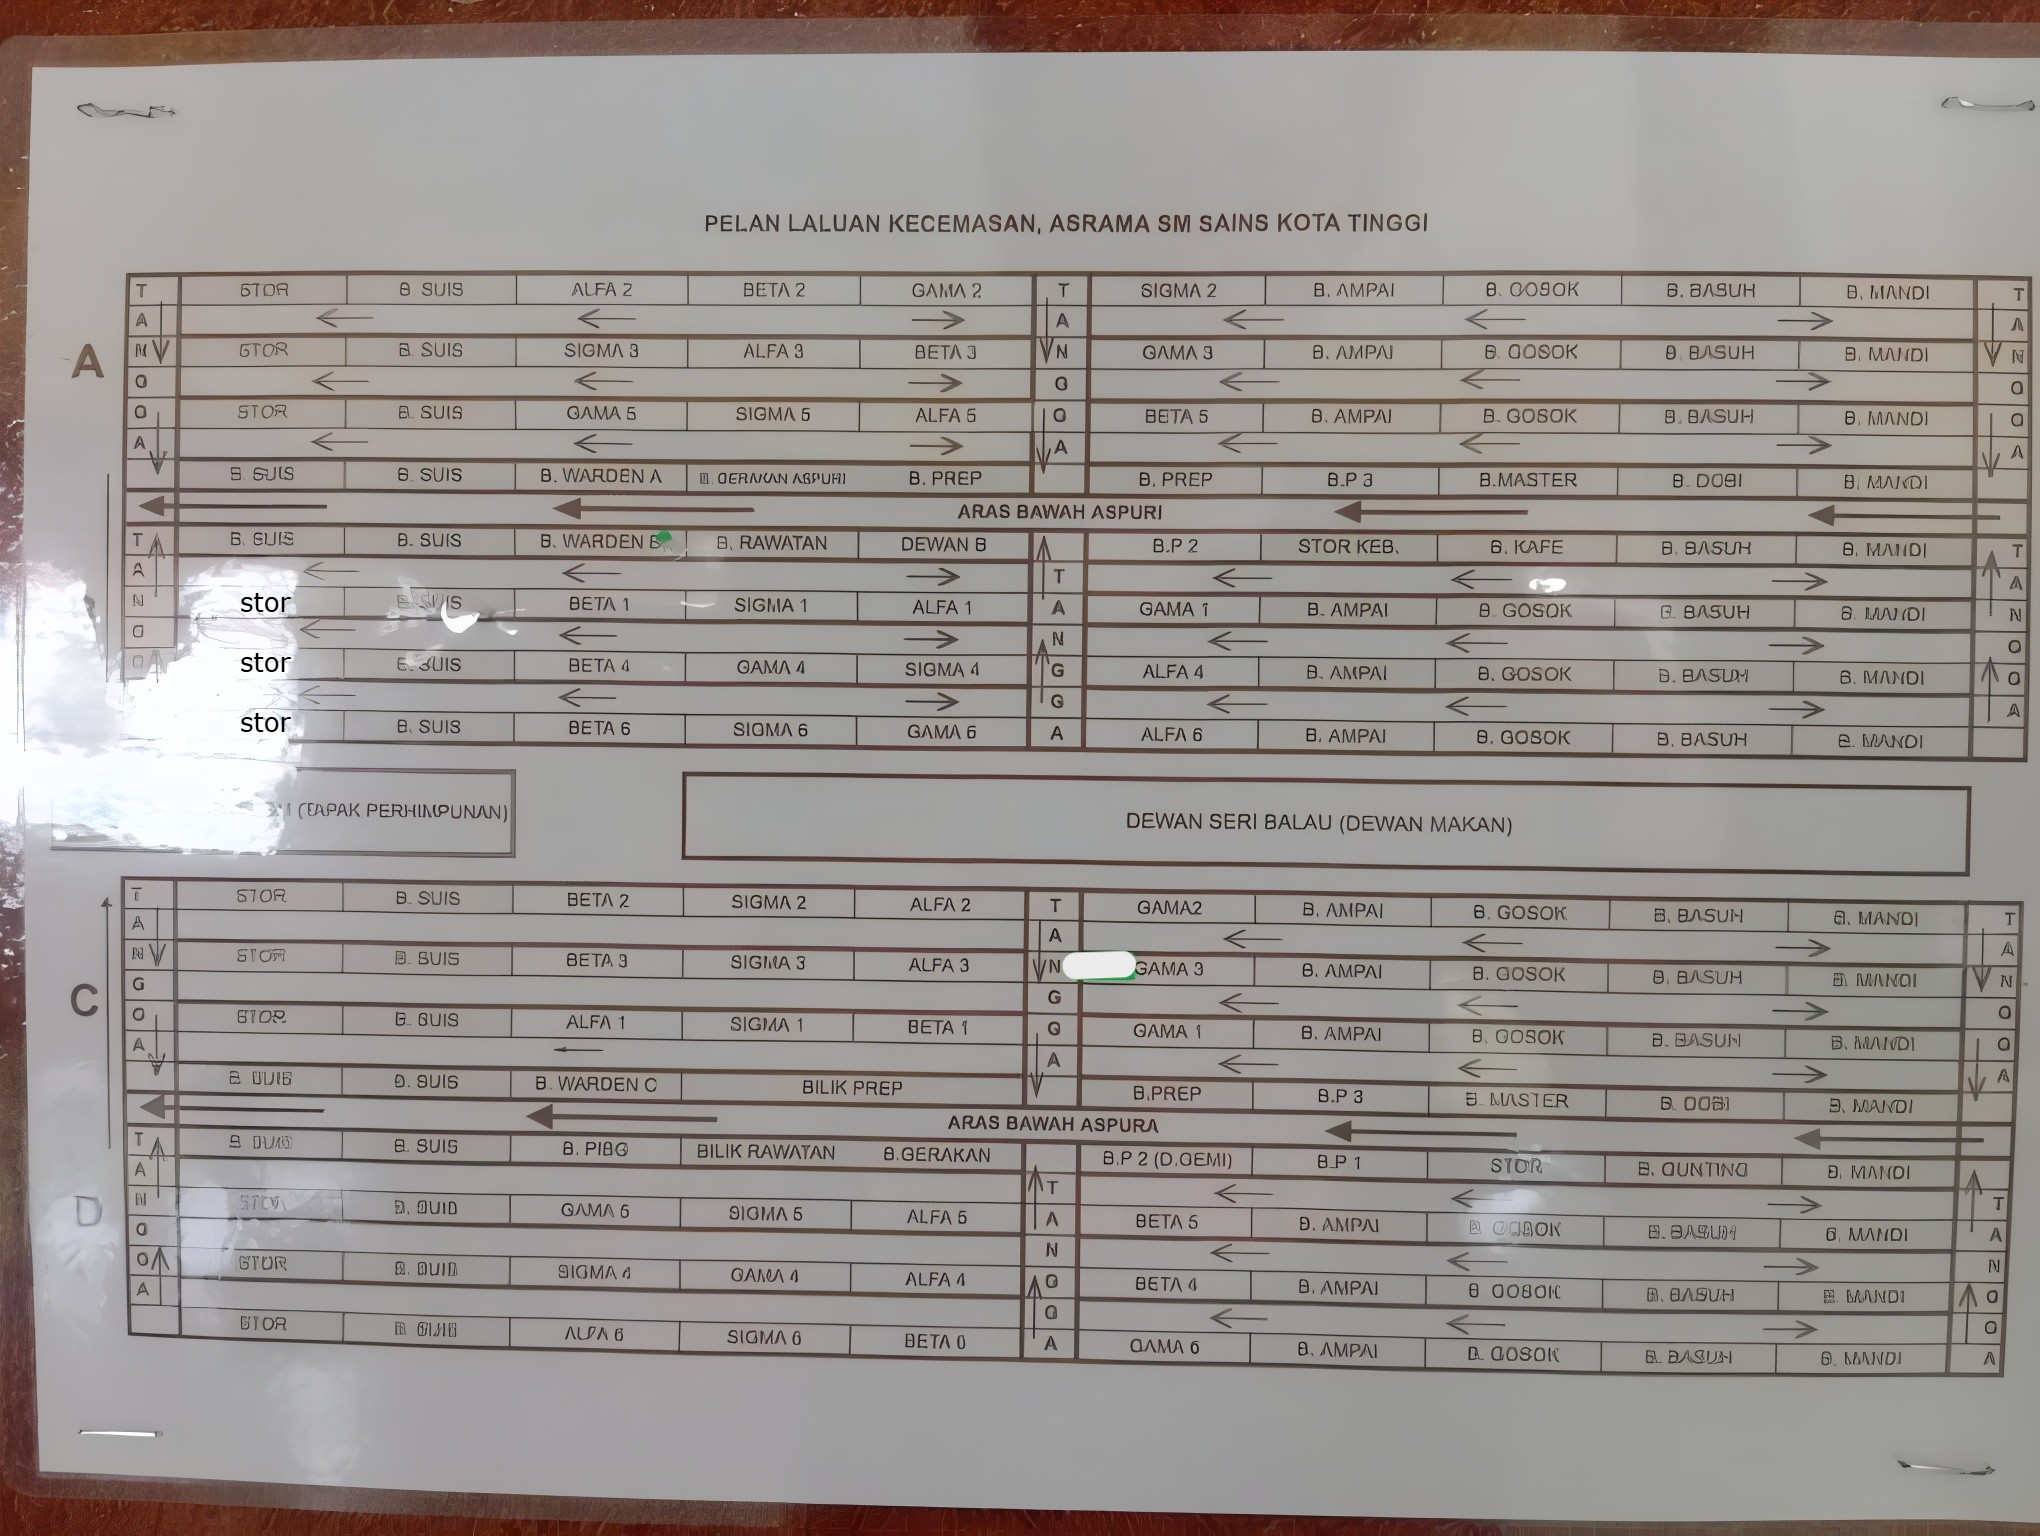 PELAN LALUAN KECEMASAN, ASRAMA SM SAINS KOTA TINGGI
STOR B. SUIS ALFA 2 BETA 2 GAMA 2 SIGMA 2 B. AMPAI B. GOSOK B. BASUH B. MANDI
A
STOR B. SUIS SIGMA 3 ALFA 3 BETA 3 GAMA 3 B. AMPAI B. GOSOK B. BASUH B. MANDI
STOR B. SUIS GAMA 5 SIGMA 5 ALFA 5 BETA 5 B. AMPAI B. GOSOK B. BASUH B. MANDI
B. SUIS B. SUIS B. WARDEN A B. GERAKAN ASPURI B. PREP B. PREP B.P 3 B.MASTER B. DOBI B. MANDI
TANGGA TANGGA TANGGA
ARAS BAWAH ASPURI
B. SUIS B. SUIS B. WARDEN B. RAWATAN DEWAN B B.P 2 STOR KEB. B. KAFE B. BASUH B. MANDI
stor B. SUIS BETA 1 SIGMA 1 ALFA 1 GAMA 1 B. AMPAI B. GOSOK B. BASUH B. MANDI
stor B. SUIS BETA 4 GAMA 4 SIGMA 4 ALFA 4 B. AMPAI B. GOSOK B. BASUH B. MANDI
stor B. SUIS BETA 6 SIGMA 6 GAMA 6 ALFA 6 B. AMPAI B. GOSOK B. BASUH B. MANDI
TANGGA TANGGA
(TAPAK PERHIMPUNAN)
DEWAN SERI BALAU (DEWAN MAKAN)
STOR B. SUIS BETA 2 SIGMA 2 ALFA 2 GAMA2 B. AMPAI B. GOSOK B. BASUH B. MANDI
STOR B. SUIS BETA 3 SIGMA 3 ALFA 3 GAMA 3 B. AMPAI B. GOSOK B. BASUH B. MANDI
C
STOR B. SUIS ALFA 1 SIGMA 1 BETA 1 GAMA 1 B. AMPAI B. GOSOK B. BASUH B. MANDI
B. SUIS B. SUIS B. WARDEN C BILIK PREP B.PREP B.P 3 B. MASTER B. DOBI B. MANDI
TANGGA TANGGA TANGGA
ARAS BAWAH ASPURA
B. SUIS B. SUIS B. PIBG BILIK RAWATAN B.GERAKAN B.P 2 (D.GEMI) B.P 1 STOR B. GUNTING B. MANDI
D
STOR B. SUIS GAMA 5 SIGMA 5 ALFA 5 BETA 5 B. AMPAI B. GOSOK B. BASUH B. MANDI
STOR B. SUIS SIGMA 4 GAMA 4 ALFA 4 BETA 4 B. AMPAI B. GOSOK B. BASUH B. MANDI
STOR B. SUIS ALFA 6 SIGMA 6 BETA 6 GAMA 6 B. AMPAI B. GOSOK B. BASUH B. MANDI
TANGGA TANGGA TANGGA